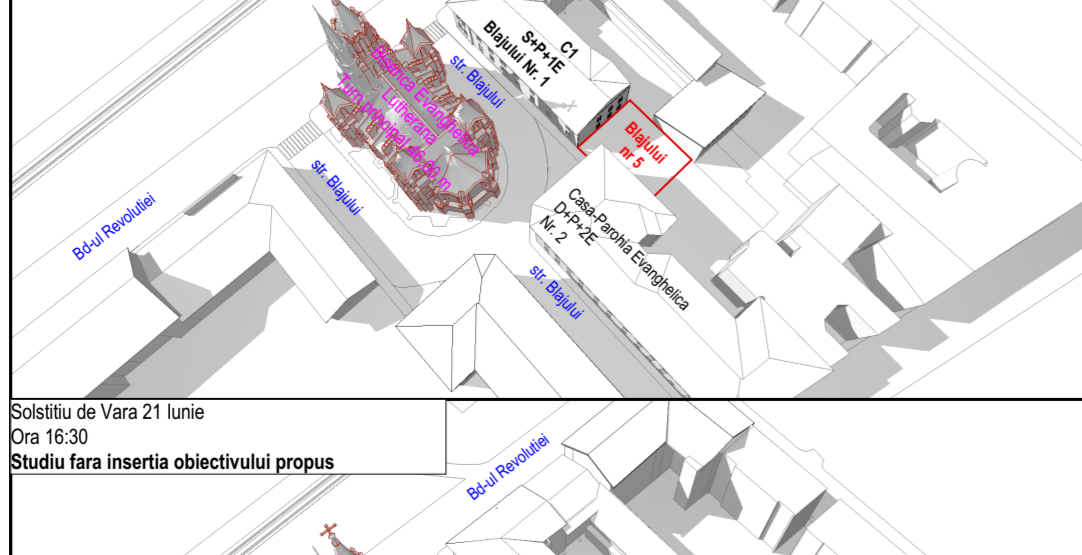 Biserica Evanghelica
Lutherana
Turn principal 46.00 m
str. Blajului
C1
S+P+1E
Blajului Nr. 1
Blajului
nr 5
str. Blajului
Bd-ul Revolutiei
Casa-Parohia Evanghelica
D+P+2E
Nr. 2
str. Blajului
Solstitiu de Vara 21 Iunie
Ora 16:30
Studiu fara insertia obiectivului propus
Bd-ul Revolutiei